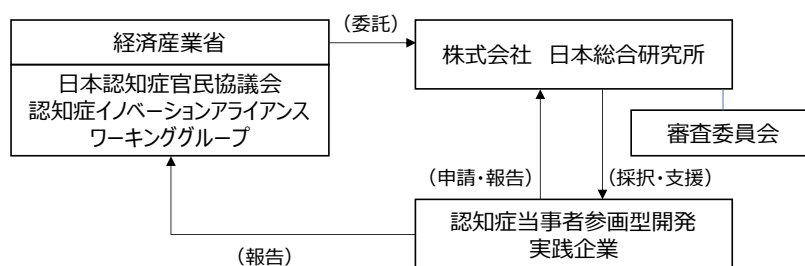 経済産業省
日本認知症官民協議会
認知症イノベーションアライアンス
ワーキンググループ
（委託）
株式会社　日本総合研究所
審査委員会
（申請・報告）
（採択・支援）
認知症当事者参画型開発
実践企業
（報告）